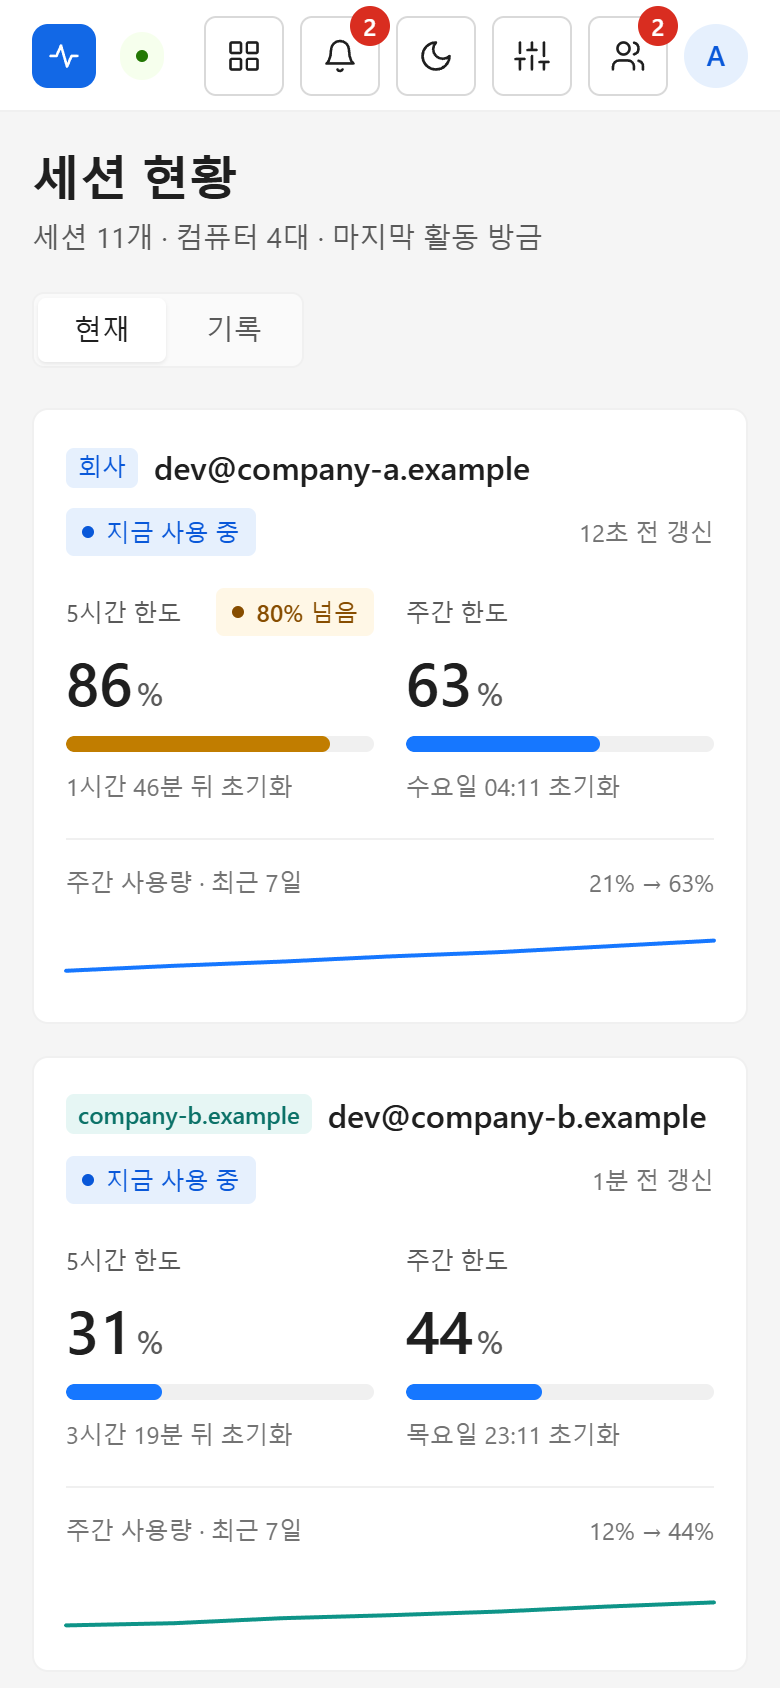 2
2
A
세션 현황
세션 11개 · 컴퓨터 4대 · 마지막 활동 방금
현재 기록
회사 dev@company-a.example
지금 사용 중 12초 전 갱신
5시간 한도 80% 넘음 주간 한도
86% 63%
1시간 46분 뒤 초기화 수요일 04:11 초기화
주간 사용량 · 최근 7일 21% → 63%
company-b.example dev@company-b.example
지금 사용 중 1분 전 갱신
5시간 한도 주간 한도
31% 44%
3시간 19분 뒤 초기화 목요일 23:11 초기화
주간 사용량 · 최근 7일 12% → 44%